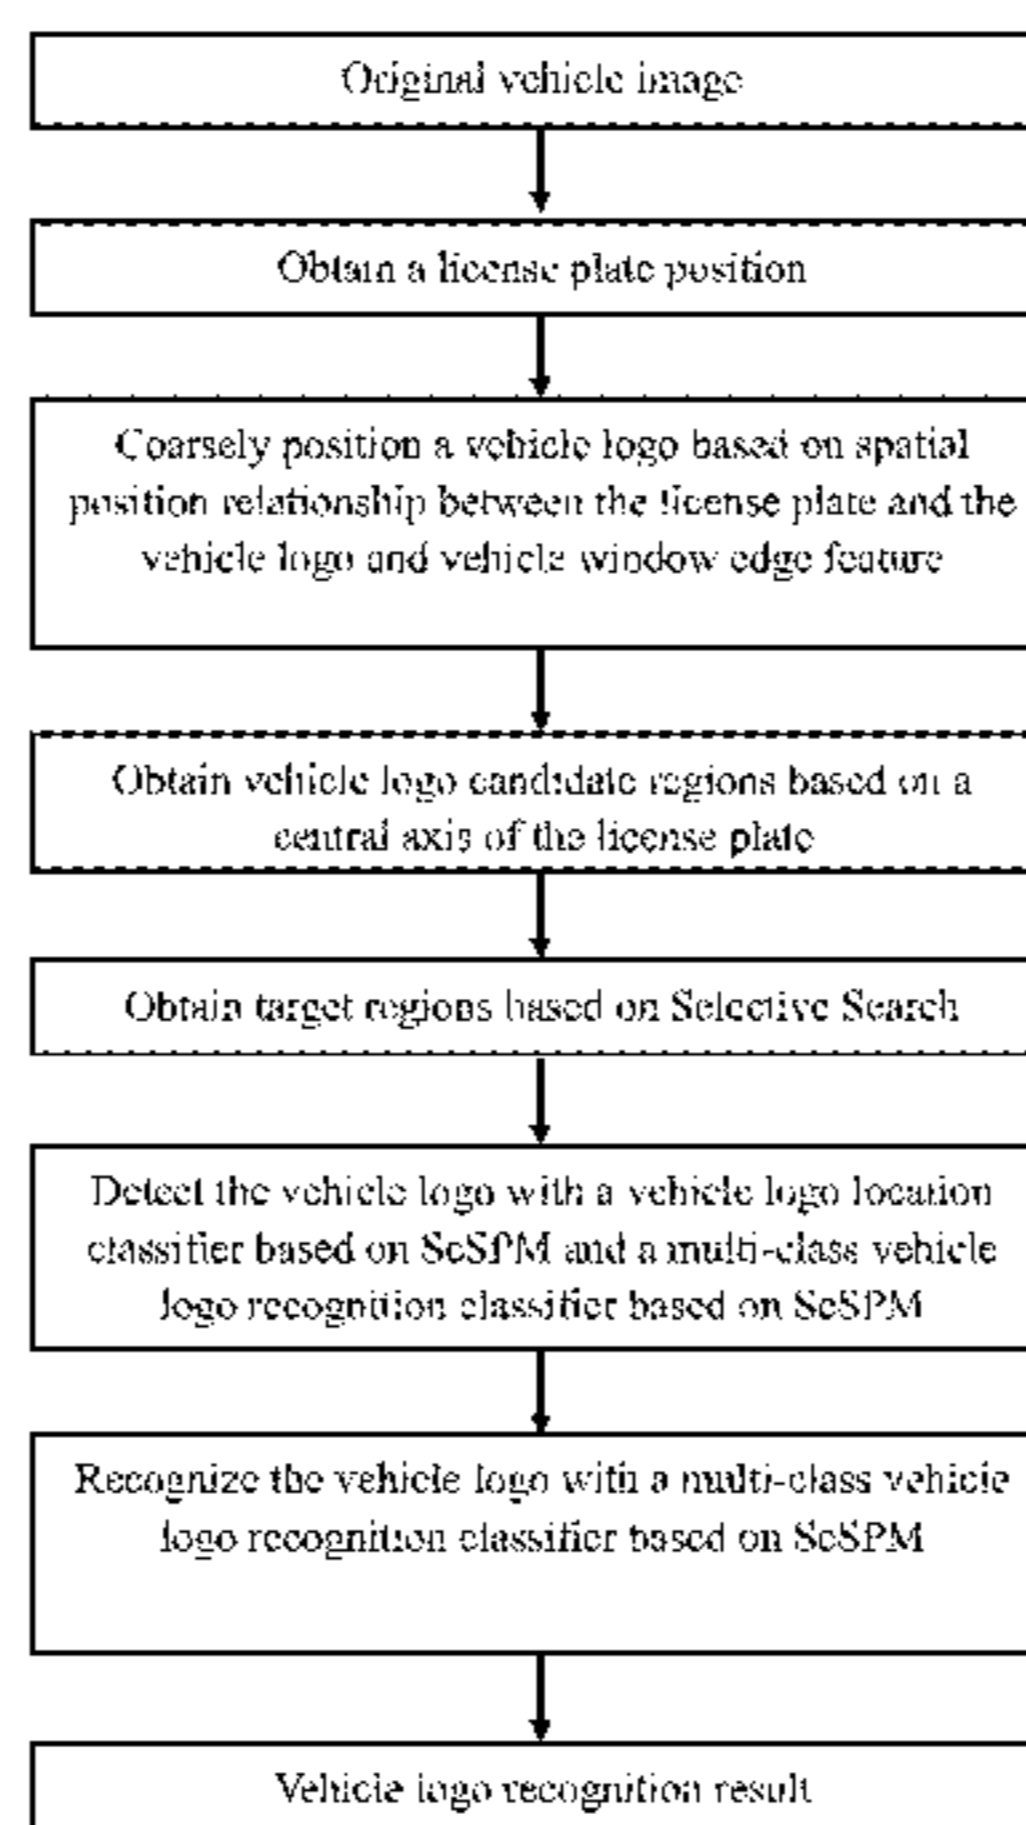 Original vehicle image
Obtain a license plate position
Coarsely position a vehicle logo based on spatial
position relationship between the license plate and the
vehicle logo and vehicle window edge feature
Obtain vehicle logo candidate regions based on a
central axis of the license plate
Obtain target regions based on Selective Search
Detect the vehicle logo with a vehicle logo location
classifier based on ScSPM and a multi-class vehicle
logo recognition classifier based on ScSPM
Recognize the vehicle logo with a multi-class vehicle
logo recognition classifier based on ScSPM
Vehicle logo recognition result